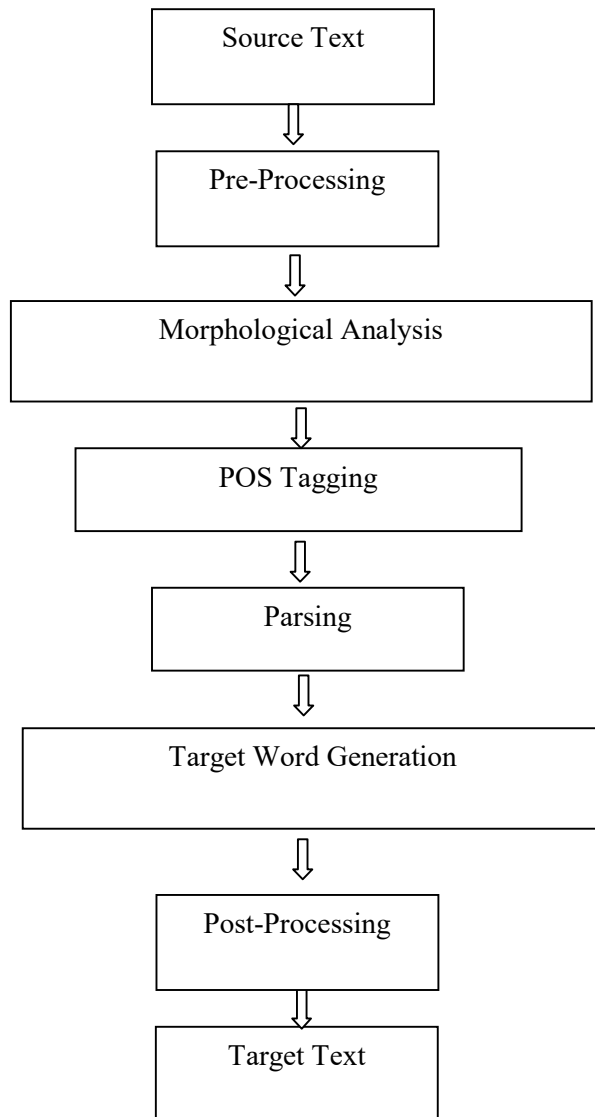 Source Text
Pre-Processing
Morphological Analysis
POS Tagging
Parsing
Target Word Generation
Post-Processing
Target Text